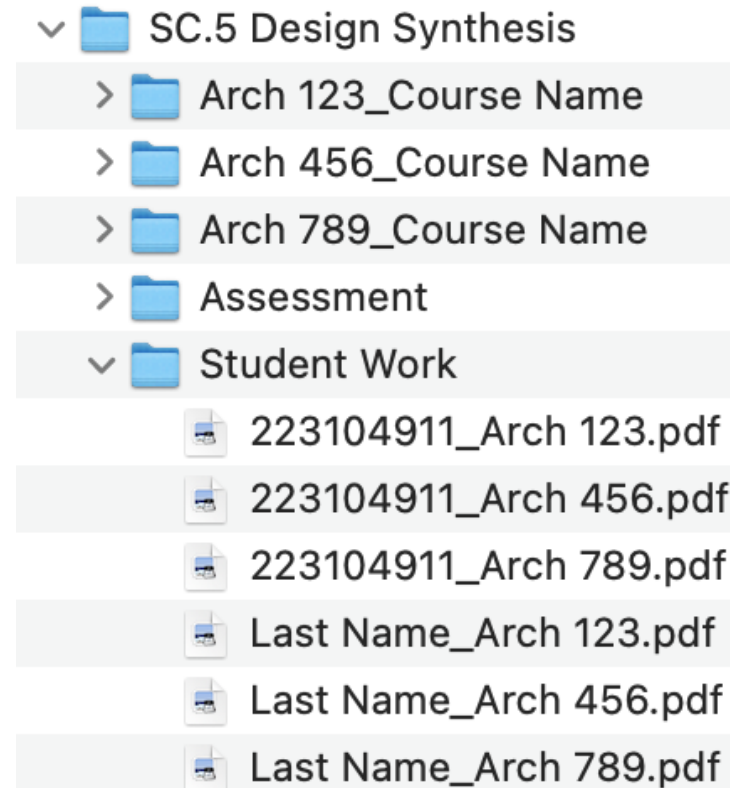 SC.5 Design Synthesis
Arch 123_Course Name
Arch 456_Course Name
Arch 789_Course Name
Assessment
Student Work
223104911_Arch 123.pdf
223104911_Arch 456.pdf
223104911_Arch 789.pdf
Last Name_Arch 123.pdf
Last Name_Arch 456.pdf
Last Name_Arch 789.pdf